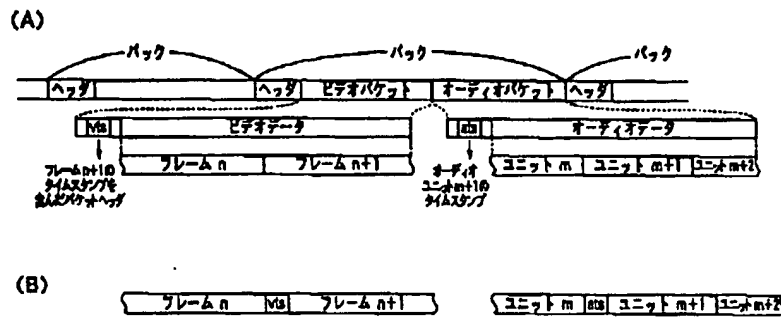 (A)
パック パック パック
ヘッダ ヘッダ ビデオパケット オーディオパケット ヘッダ
vts ビデオデータ ats オーディオデータ
フレーム n フレーム n+1 ユニット m ユニット m+1 ユニット m+2
フレーム n+1の
タイムスタンプを
含んだパケットヘッダ
オーディオ
ユニット m+1の
タイムスタンプ
(B)
フレーム n vts フレーム n+1 ユニット m ats ユニット m+1 ユニット m+2